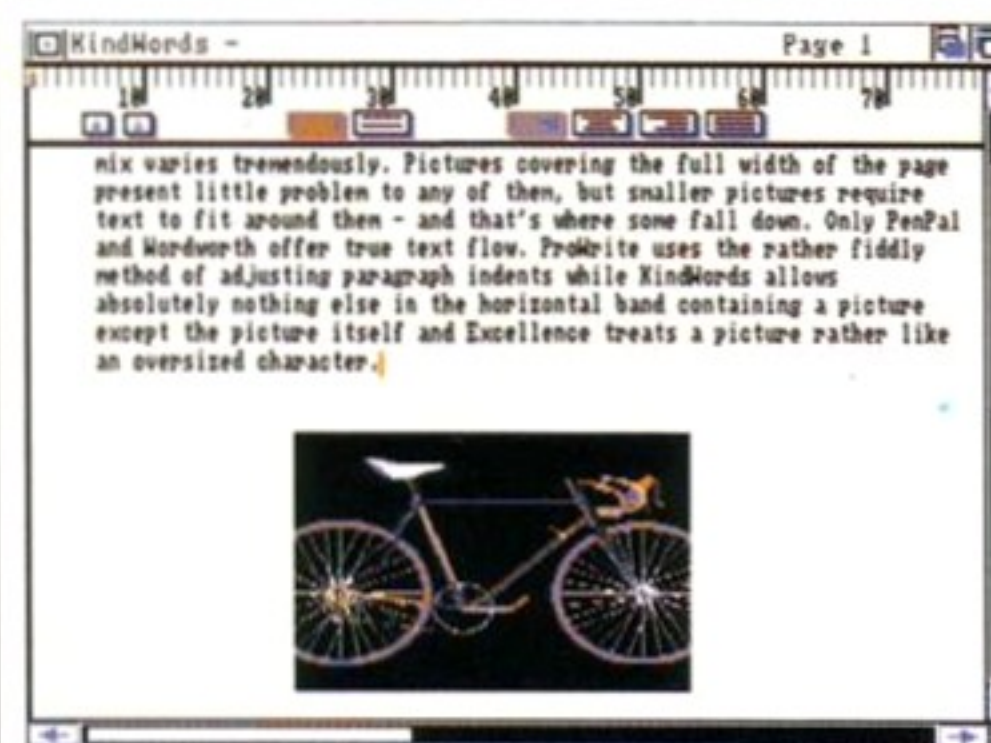 KindWords - Page 1
10 20 30 40 50 60 70
mix varies tremendously. Pictures covering the full width of the page
present little problem to any of them, but smaller pictures require
text to fit around them - and that's where some fall down. Only PenPal
and Wordworth offer true text flow. ProWrite uses the rather fiddly
method of adjusting paragraph indents while KindWords allows
absolutely nothing else in the horizontal band containing a picture
except the picture itself and Excellence treats a picture rather like
an oversized character.